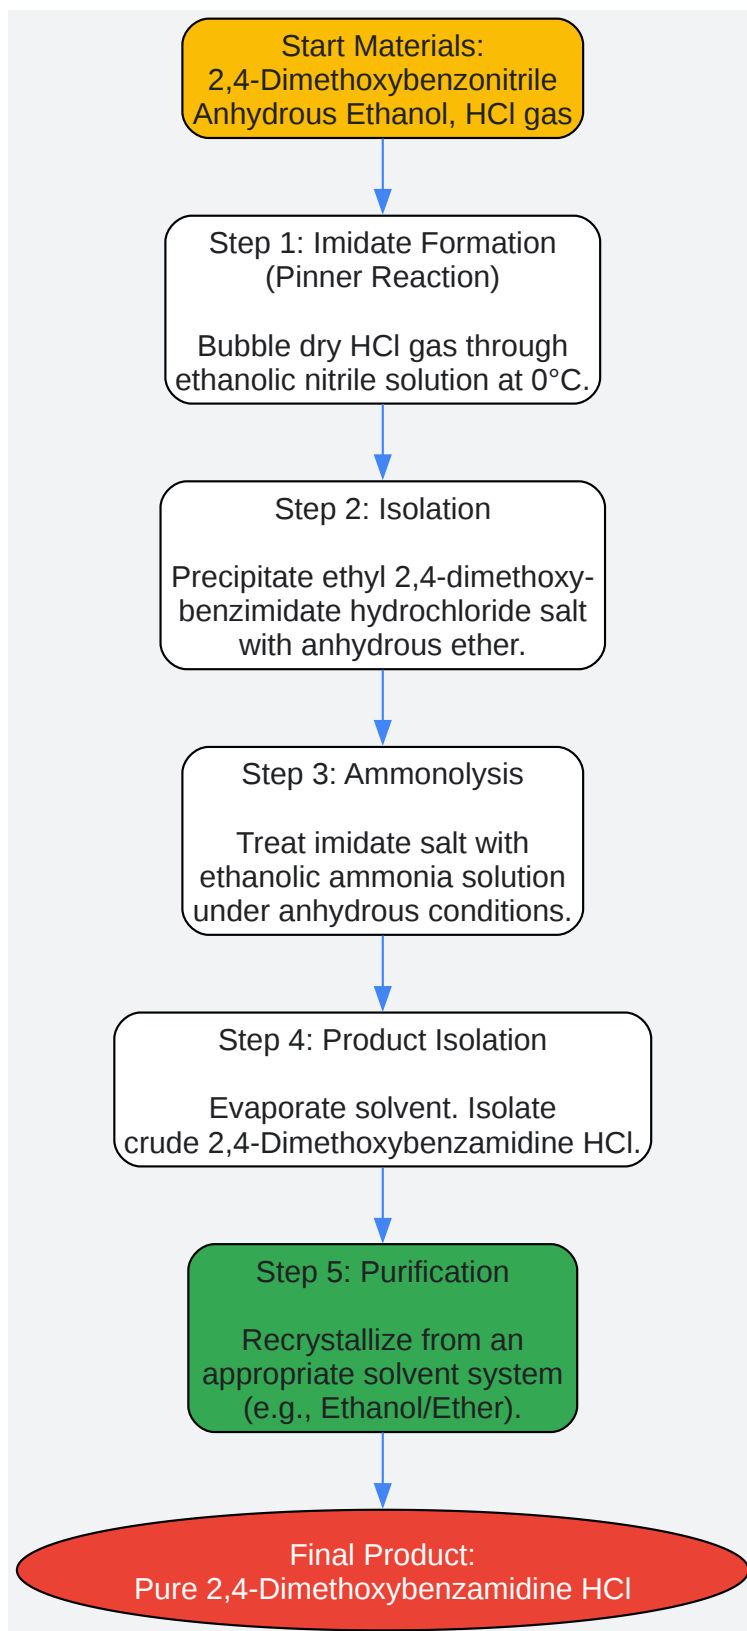 Start Materials:
2,4-Dimethoxybenzonitrile
Anhydrous Ethanol, HCl gas
Step 1: Imidate Formation
(Pinner Reaction)
Bubble dry HCl gas through
ethanolic nitrile solution at 0°C.
Step 2: Isolation
Precipitate ethyl 2,4-dimethoxy-
benzimidate hydrochloride salt
with anhydrous ether.
Step 3: Ammonolysis
Treat imidate salt with
ethanolic ammonia solution
under anhydrous conditions.
Step 4: Product Isolation
Evaporate solvent. Isolate
crude 2,4-Dimethoxybenzamidine HCl.
Step 5: Purification
Recrystallize from an
appropriate solvent system
(e.g., Ethanol/Ether).
Final Product:
Pure 2,4-Dimethoxybenzamidine HCl